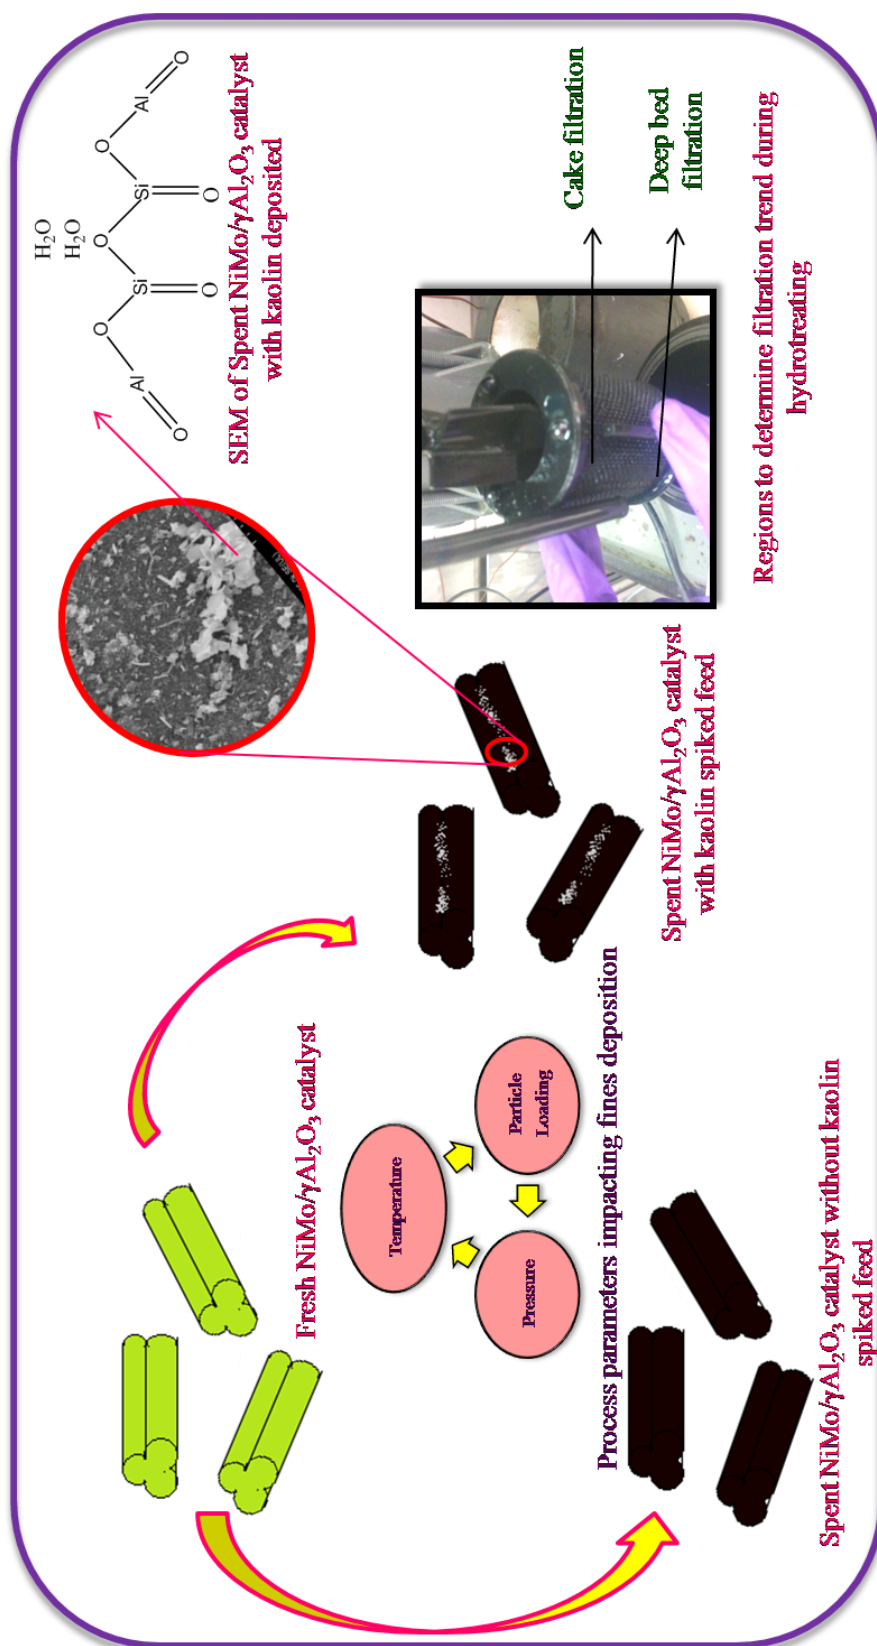 Fresh NiMo/γAl₂O₃ catalyst
Temperature
Particle
Loading
Pressure
Process parameters impacting fines deposition
Spent NiMo/γAl₂O₃ catalyst without kaolin
spiked feed
Spent NiMo/γAl₂O₃ catalyst
with kaolin spiked feed
H₂O
H₂O
O
Al
O
Si
O
O
Si
O
O
Al
O
SEM of Spent NiMo/γAl₂O₃ catalyst
with kaolin deposited
Cake filtration
Deep bed
filtration
Regions to determine filtration trend during
hydrotreating